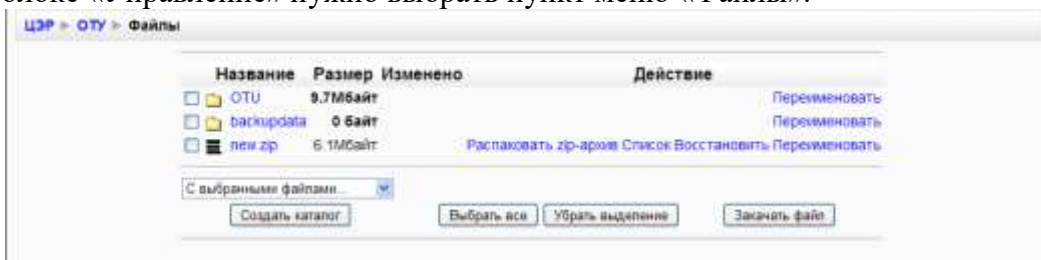 блоке «Управление» нужно выбрать пункт меню «Файлы».
ЦЭР ► ОТУ ► Файлы
Название Размер Изменено Действие
OTU 9.7Мбайт Переименовать
backupdata 0 байт Переименовать
new.zip 6.1Мбайт Распаковать zip-архив Список Восстановить Переименовать
С выбранными файлами...
Создать каталог Выбрать все Убрать выделение Закачать файл